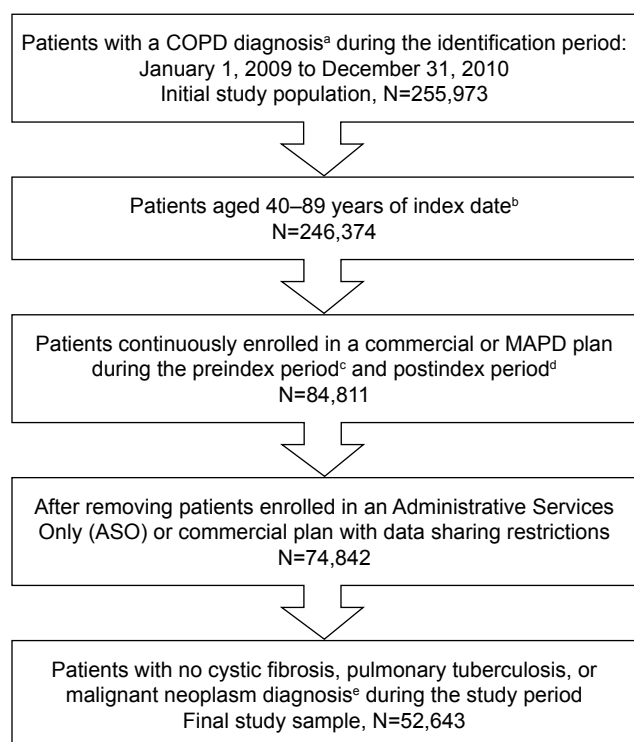 Patients with a COPD diagnosisᵃ during the identification period:
January 1, 2009 to December 31, 2010
Initial study population, N=255,973
Patients aged 40–89 years of index dateᵇ
N=246,374
Patients continuously enrolled in a commercial or MAPD plan
during the preindex periodᶜ and postindex periodᵈ
N=84,811
After removing patients enrolled in an Administrative Services
Only (ASO) or commercial plan with data sharing restrictions
N=74,842
Patients with no cystic fibrosis, pulmonary tuberculosis, or
malignant neoplasm diagnosisᵉ during the study period
Final study sample, N=52,643